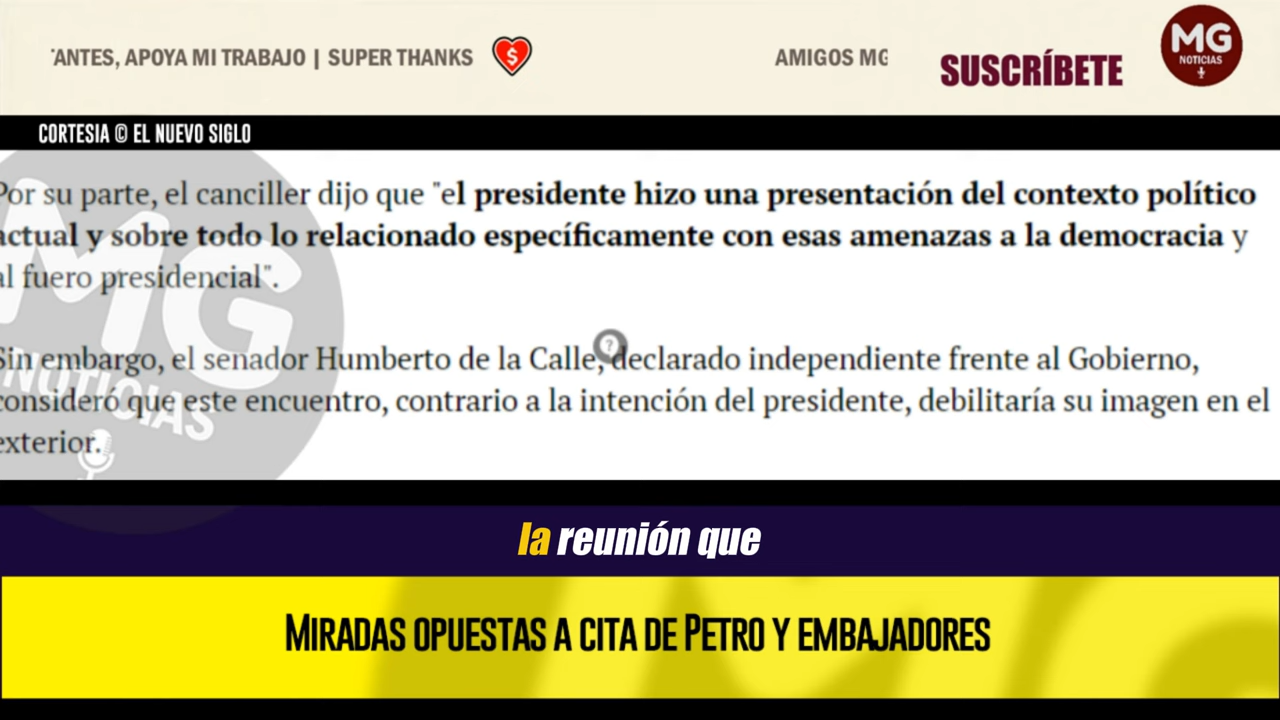 'ANTES, APOYA MI TRABAJO | SUPER THANKS
$
AMIGOS MG
SUSCRÍBETE
MG
NOTICIAS
CORTESIA © EL NUEVO SIGLO
Por su parte, el canciller dijo que "el presidente hizo una presentación del contexto político
actual y sobre todo lo relacionado específicamente con esas amenazas a la democracia y
al fuero presidencial".
Sin embargo, el senador Humberto de la Calle, declarado independiente frente al Gobierno,
consideró que este encuentro, contrario a la intención del presidente, debilitaría su imagen en el
exterior.
MG
NOTICIAS
?
la reunión que
MIRADAS OPUESTAS A CITA DE PETRO Y EMBAJADORES